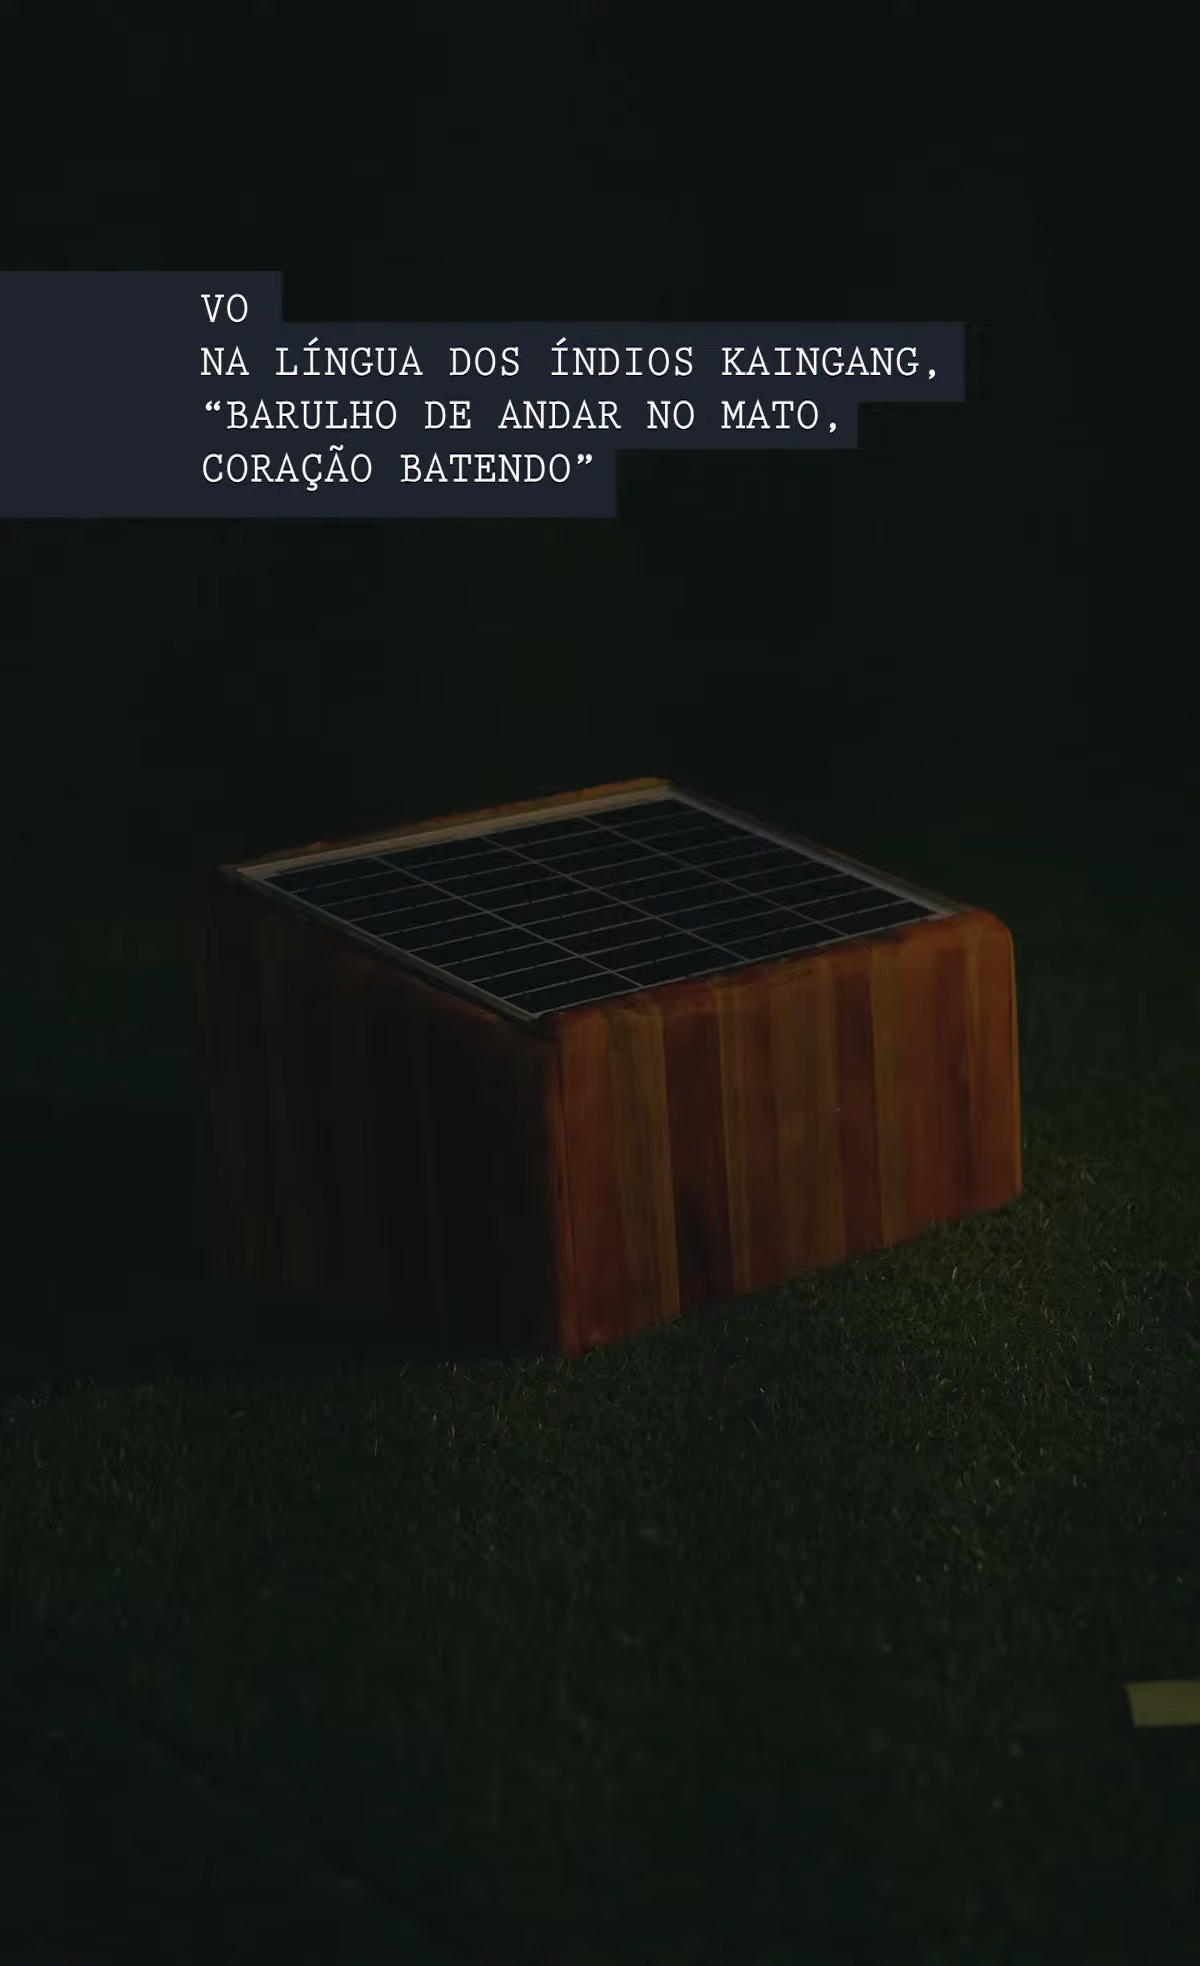 VO
NA LÍNGUA DOS ÍNDIOS KAINGANG,
“BARULHO DE ANDAR NO MATO,
CORAÇÃO BATENDO”